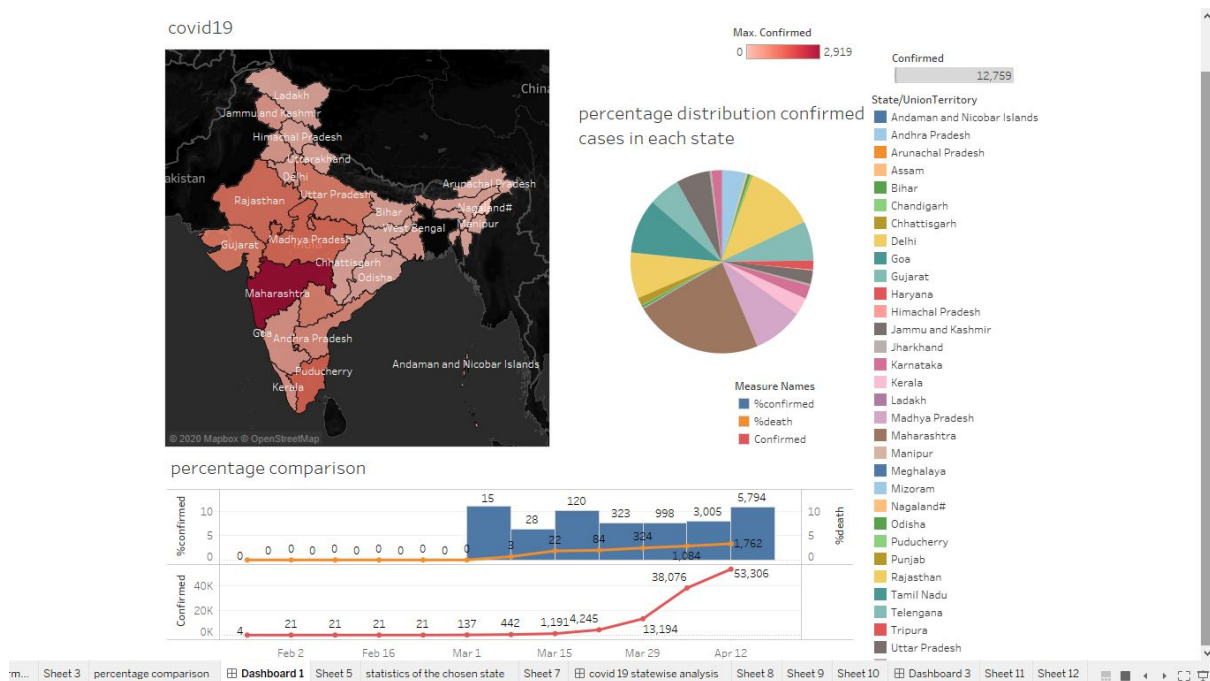 covid19
Max. Confirmed
0 2,919
Confirmed
12,759
China
Ladakh
Jammu and Kashmir
Himachal Pradesh
Uttarakhand
akistan
Delhi
Arunachal Pradesh
Rajasthan
Uttar Pradesh
Nagaland#
Bihar
Manipur
West Bengal
Gujarat
Madhya Pradesh
Chhattisgarh
Odisha
Maharashtra
Goa
Andhra Pradesh
Andaman and Nicobar Islands
Puducherry
Kerala
© 2020 Mapbox © OpenStreetMap
percentage distribution confirmed
cases in each state
Measure Names
%confirmed
%death
Confirmed
State/UnionTerritory
Andaman and Nicobar Islands
Andhra Pradesh
Arunachal Pradesh
Assam
Bihar
Chandigarh
Chhattisgarh
Delhi
Goa
Gujarat
Haryana
Himachal Pradesh
Jammu and Kashmir
Jharkhand
Karnataka
Kerala
Ladakh
Madhya Pradesh
Maharashtra
Manipur
Meghalaya
Mizoram
Nagaland#
Odisha
Puducherry
Punjab
Rajasthan
Tamil Nadu
Telengana
Tripura
Uttar Pradesh
percentage comparison
%confirmed
10
5
0
15 28 120 323 998 3,005 5,794
0 0 0 0 0 0 0 0 0 3 22 84 324 1,084 1,762
10
5
0
%death
Confirmed
40K
20K
0K
4 21 21 21 21 137 442 1,191 4,245 13,194 38,076 53,306
Feb 2 Feb 16 Mar 1 Mar 15 Mar 29 Apr 12
rm... Sheet 3 percentage comparison Dashboard 1 Sheet 5 statistics of the chosen state Sheet 7 covid 19 statewise analysis Sheet 8 Sheet 9 Sheet 10 Dashboard 3 Sheet 11 Sheet 12